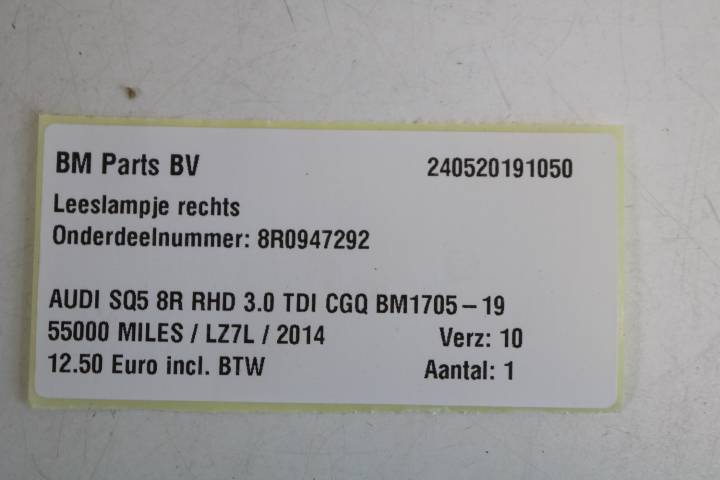 BM Parts BV 240520191050
Leeslampje rechts
Onderdeelnummer: 8R0947292
AUDI SQ5 8R RHD 3.0 TDI CGQ BM1705-19
55000 MILES / LZ7L / 2014 Verz: 10
12.50 Euro incl. BTW Aantal: 1